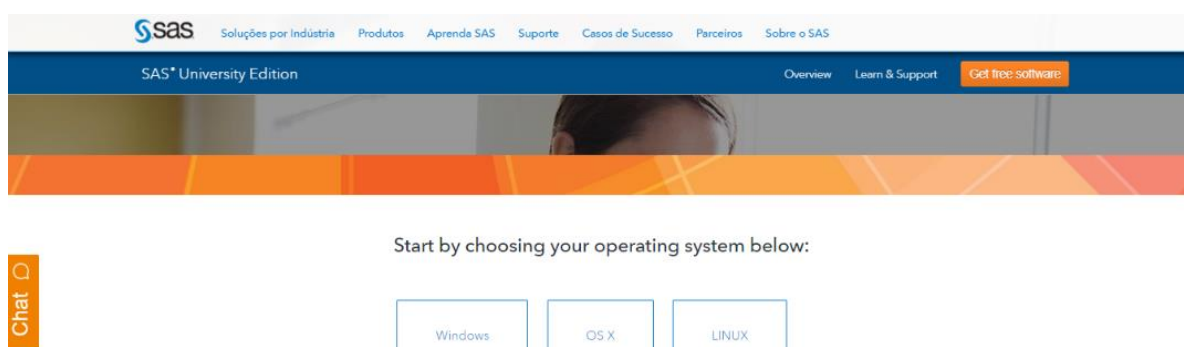 sas Soluções por Indústria Produtos Aprenda SAS Suporte Casos de Sucesso Parceiros Sobre o SAS
SAS® University Edition Overview Learn & Support Get free software
Start by choosing your operating system below:
Chat
Windows OS X LINUX